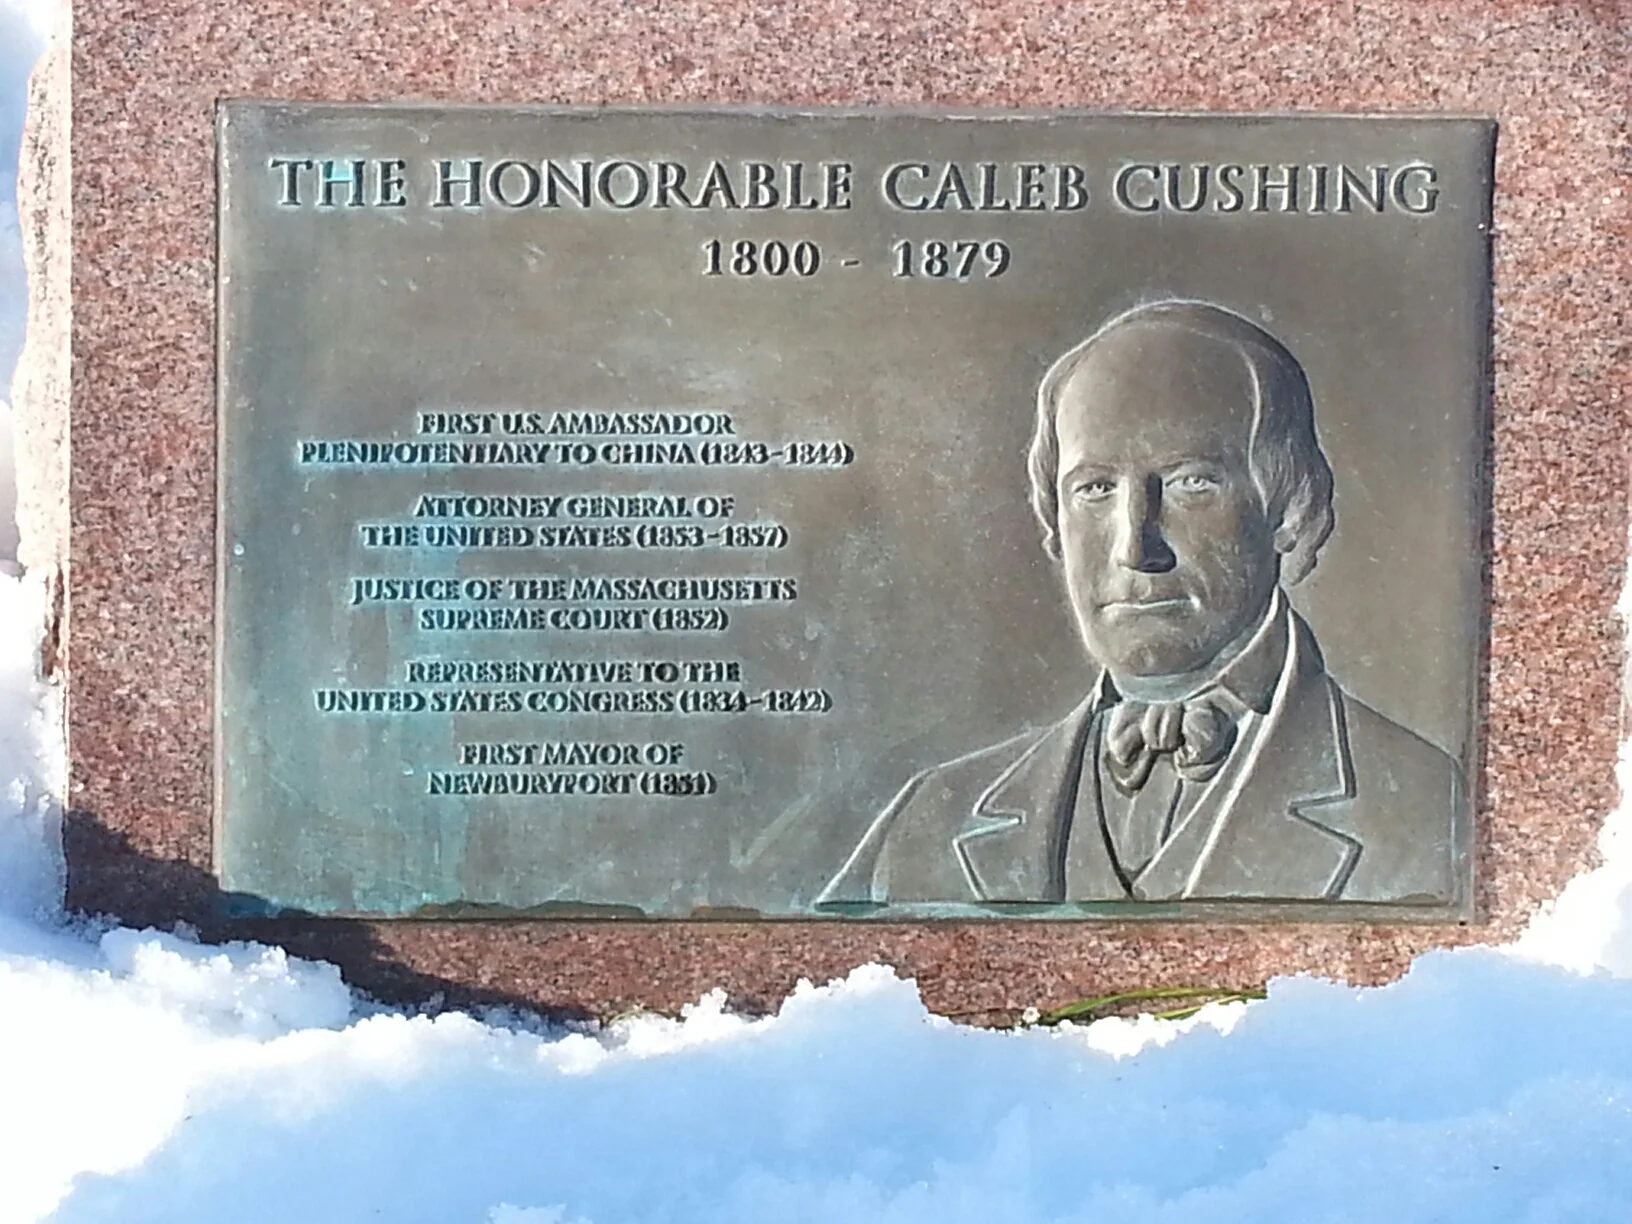 THE HONORABLE CALEB CUSHING
1800 - 1879
FIRST U.S. AMBASSADOR
PLENIPOTENTIARY TO CHINA (1843-1844)
ATTORNEY GENERAL OF
THE UNITED STATES (1853-1857)
JUSTICE OF THE MASSACHUSETTS
SUPREME COURT (1852)
REPRESENTATIVE TO THE
UNITED STATES CONGRESS (1834-1842)
FIRST MAYOR OF
NEWBURYPORT (1851)